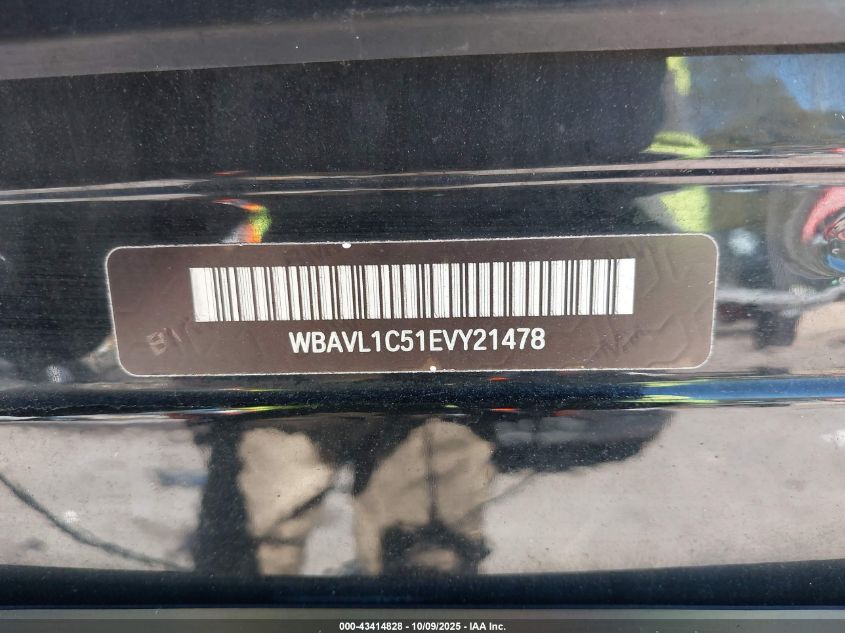 WBAVL1C51EVY21478
000-43414828 - 10/09/2025 - IAA Inc.